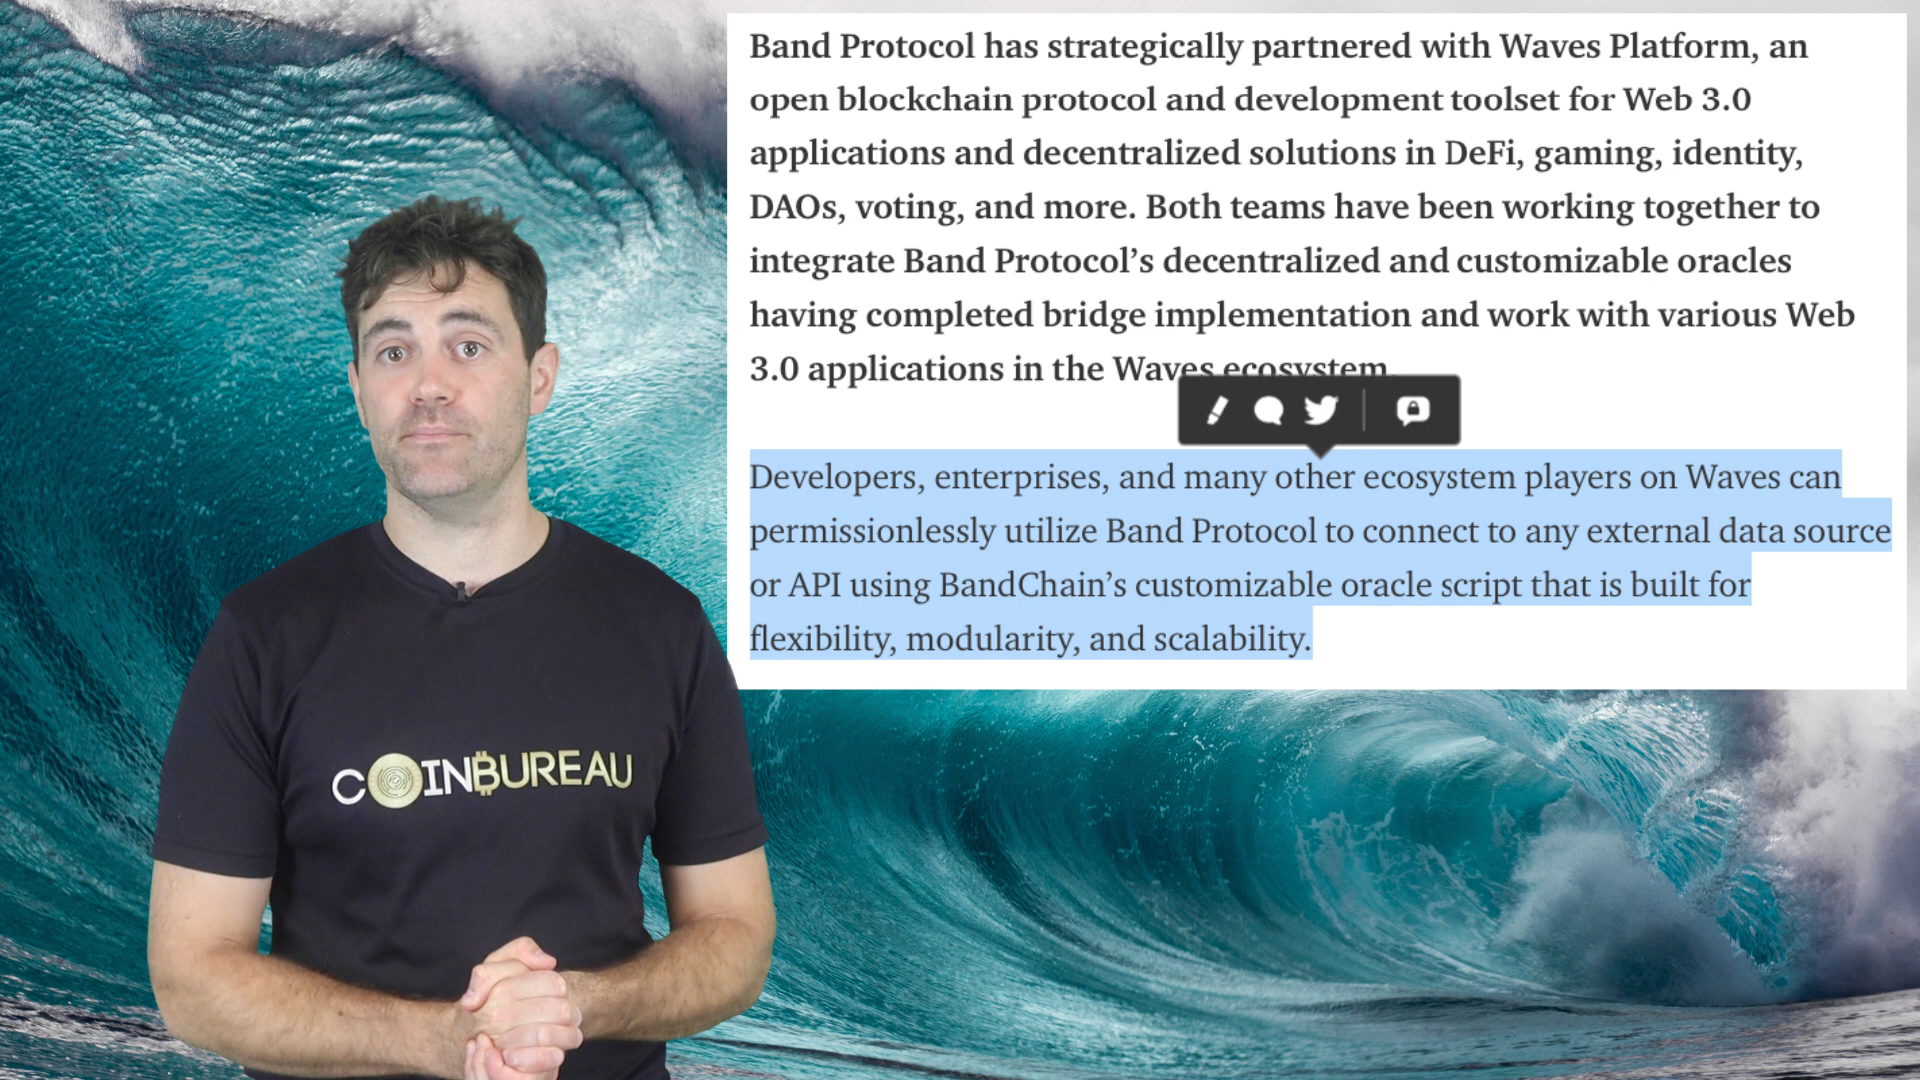 Band Protocol has strategically partnered with Waves Platform, an
open blockchain protocol and development toolset for Web 3.0
applications and decentralized solutions in DeFi, gaming, identity,
DAOs, voting, and more. Both teams have been working together to
integrate Band Protocol’s decentralized and customizable oracles
having completed bridge implementation and work with various Web
3.0 applications in the Waves ecosystem.
Developers, enterprises, and many other ecosystem players on Waves can
permissionlessly utilize Band Protocol to connect to any external data source
or API using BandChain’s customizable oracle script that is built for
flexibility, modularity, and scalability.
COINBUREAU